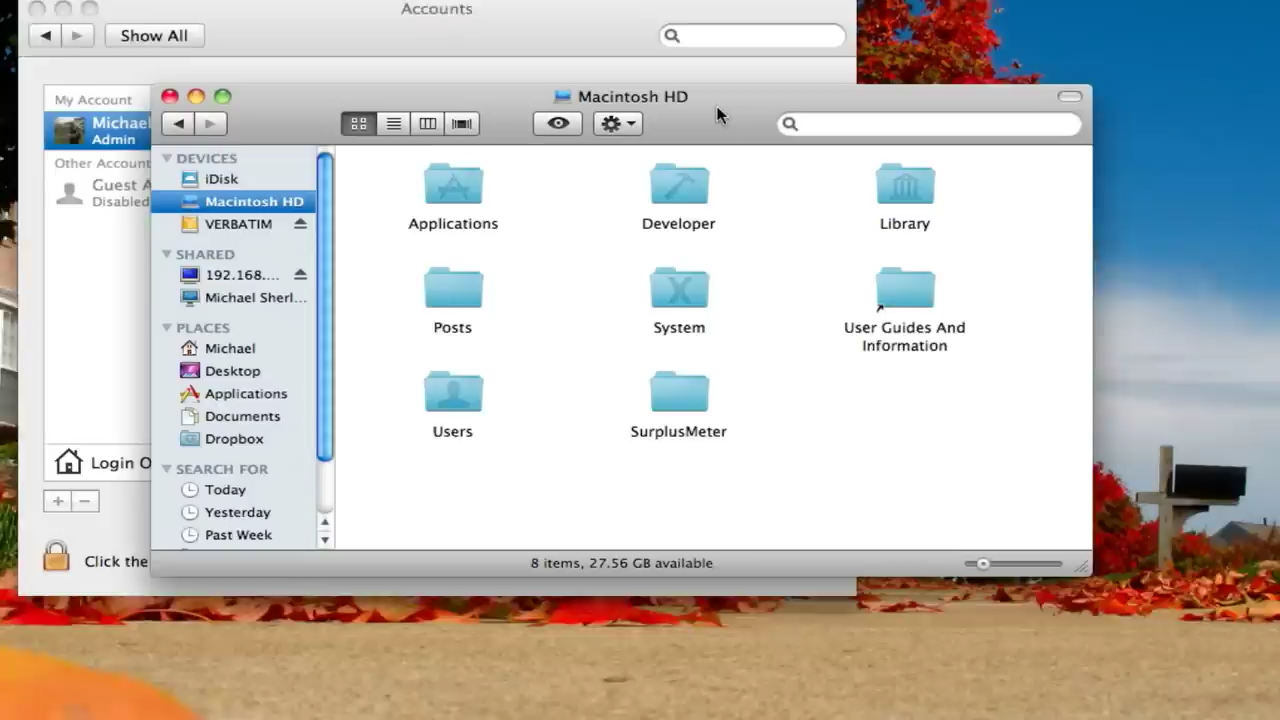 Accounts
Show All
My Account
Michael
Admin
Other Account
Guest A
Disabled
Login O
Click the
Macintosh HD
DEVICES
iDisk
Macintosh HD
VERBATIM
SHARED
192.168....
Michael Sherl...
PLACES
Michael
Desktop
Applications
Documents
Dropbox
SEARCH FOR
Today
Yesterday
Past Week
Applications
Developer
Library
Posts
System
User Guides And
Information
Users
SurplusMeter
8 items, 27.56 GB available